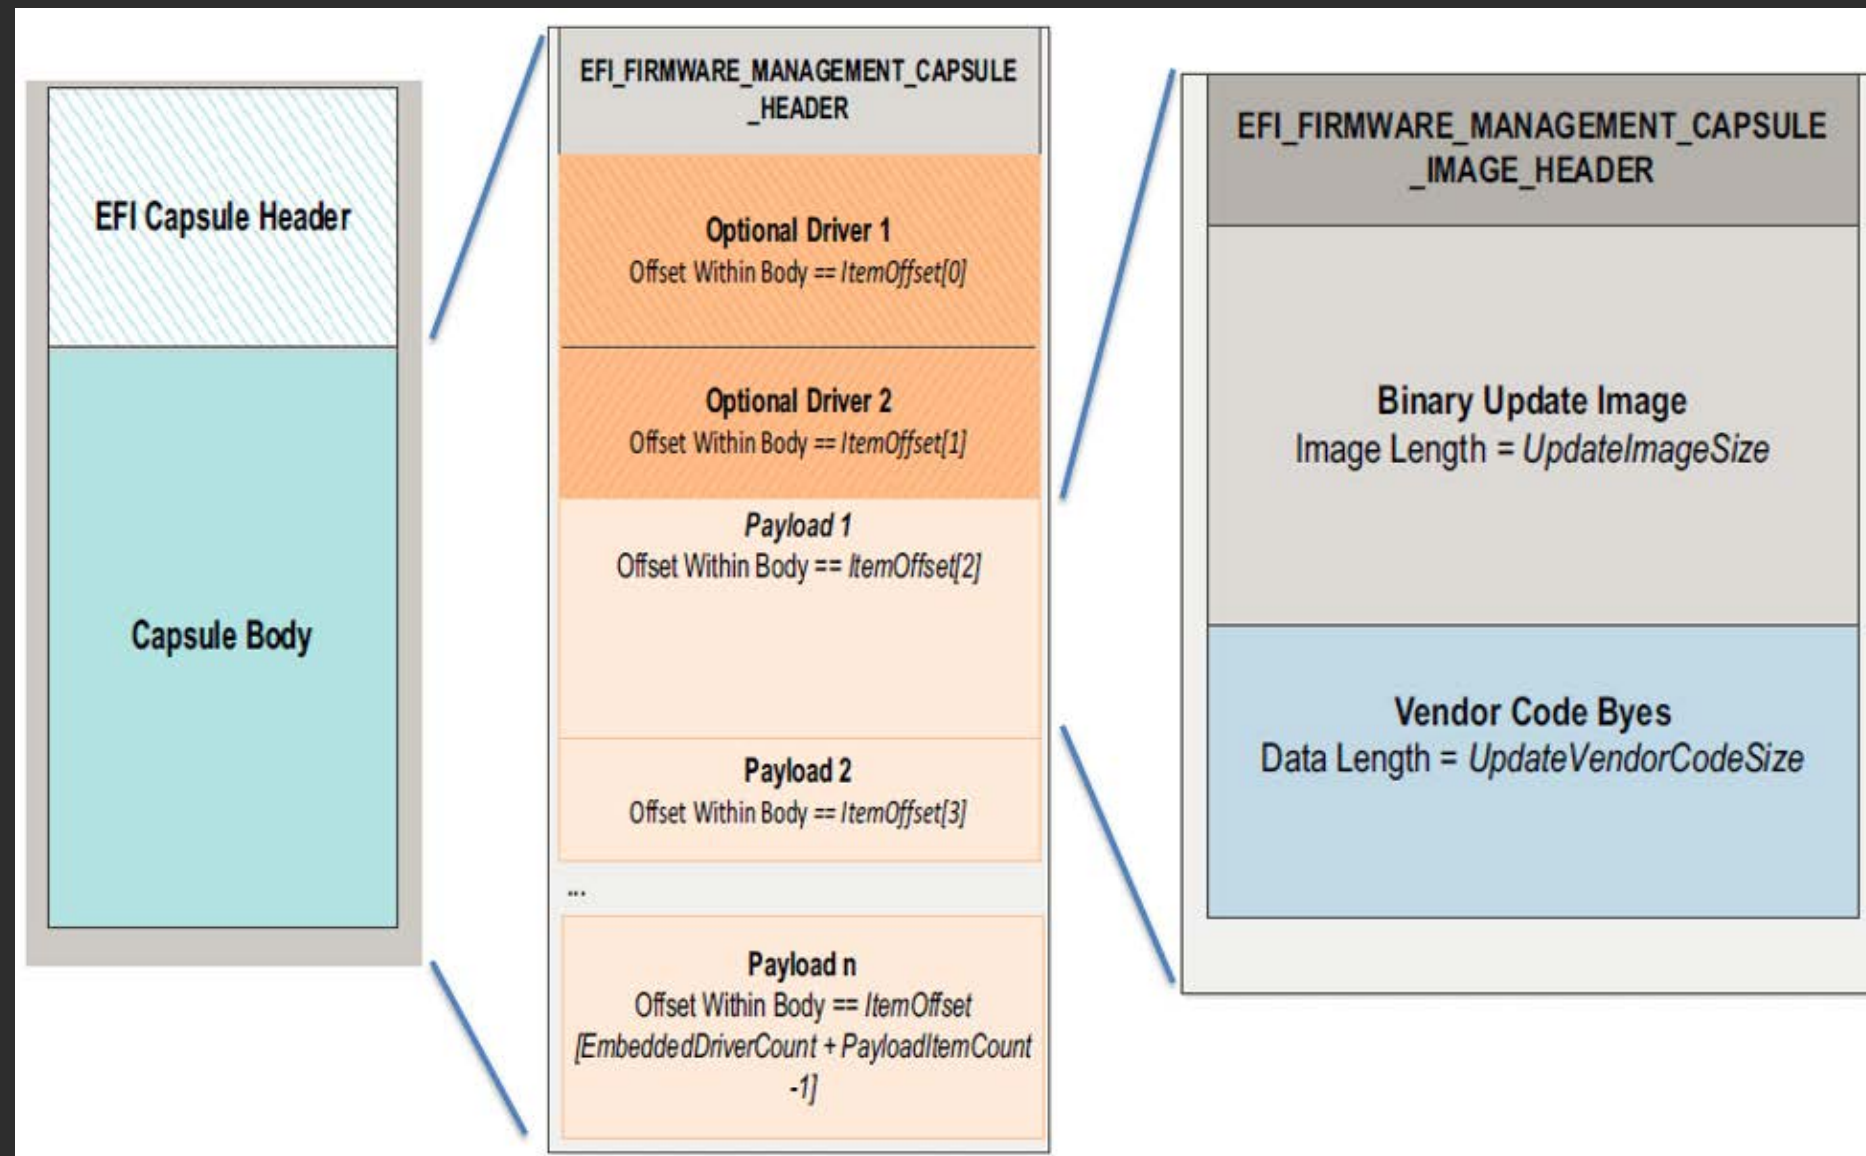 EFI Capsule Header
Capsule Body
EFI_FIRMWARE_MANAGEMENT_CAPSULE
_HEADER
Optional Driver 1
Offset Within Body == ItemOffset[0]
Optional Driver 2
Offset Within Body == ItemOffset[1]
Payload 1
Offset Within Body == ItemOffset[2]
Payload 2
Offset Within Body == ItemOffset[3]
...
Payload n
Offset Within Body == ItemOffset
[EmbeddedDriverCount + PayloadItemCount
-1]
EFI_FIRMWARE_MANAGEMENT_CAPSULE
_IMAGE_HEADER
Binary Update Image
Image Length = UpdateImageSize
Vendor Code Byes
Data Length = UpdateVendorCodeSize